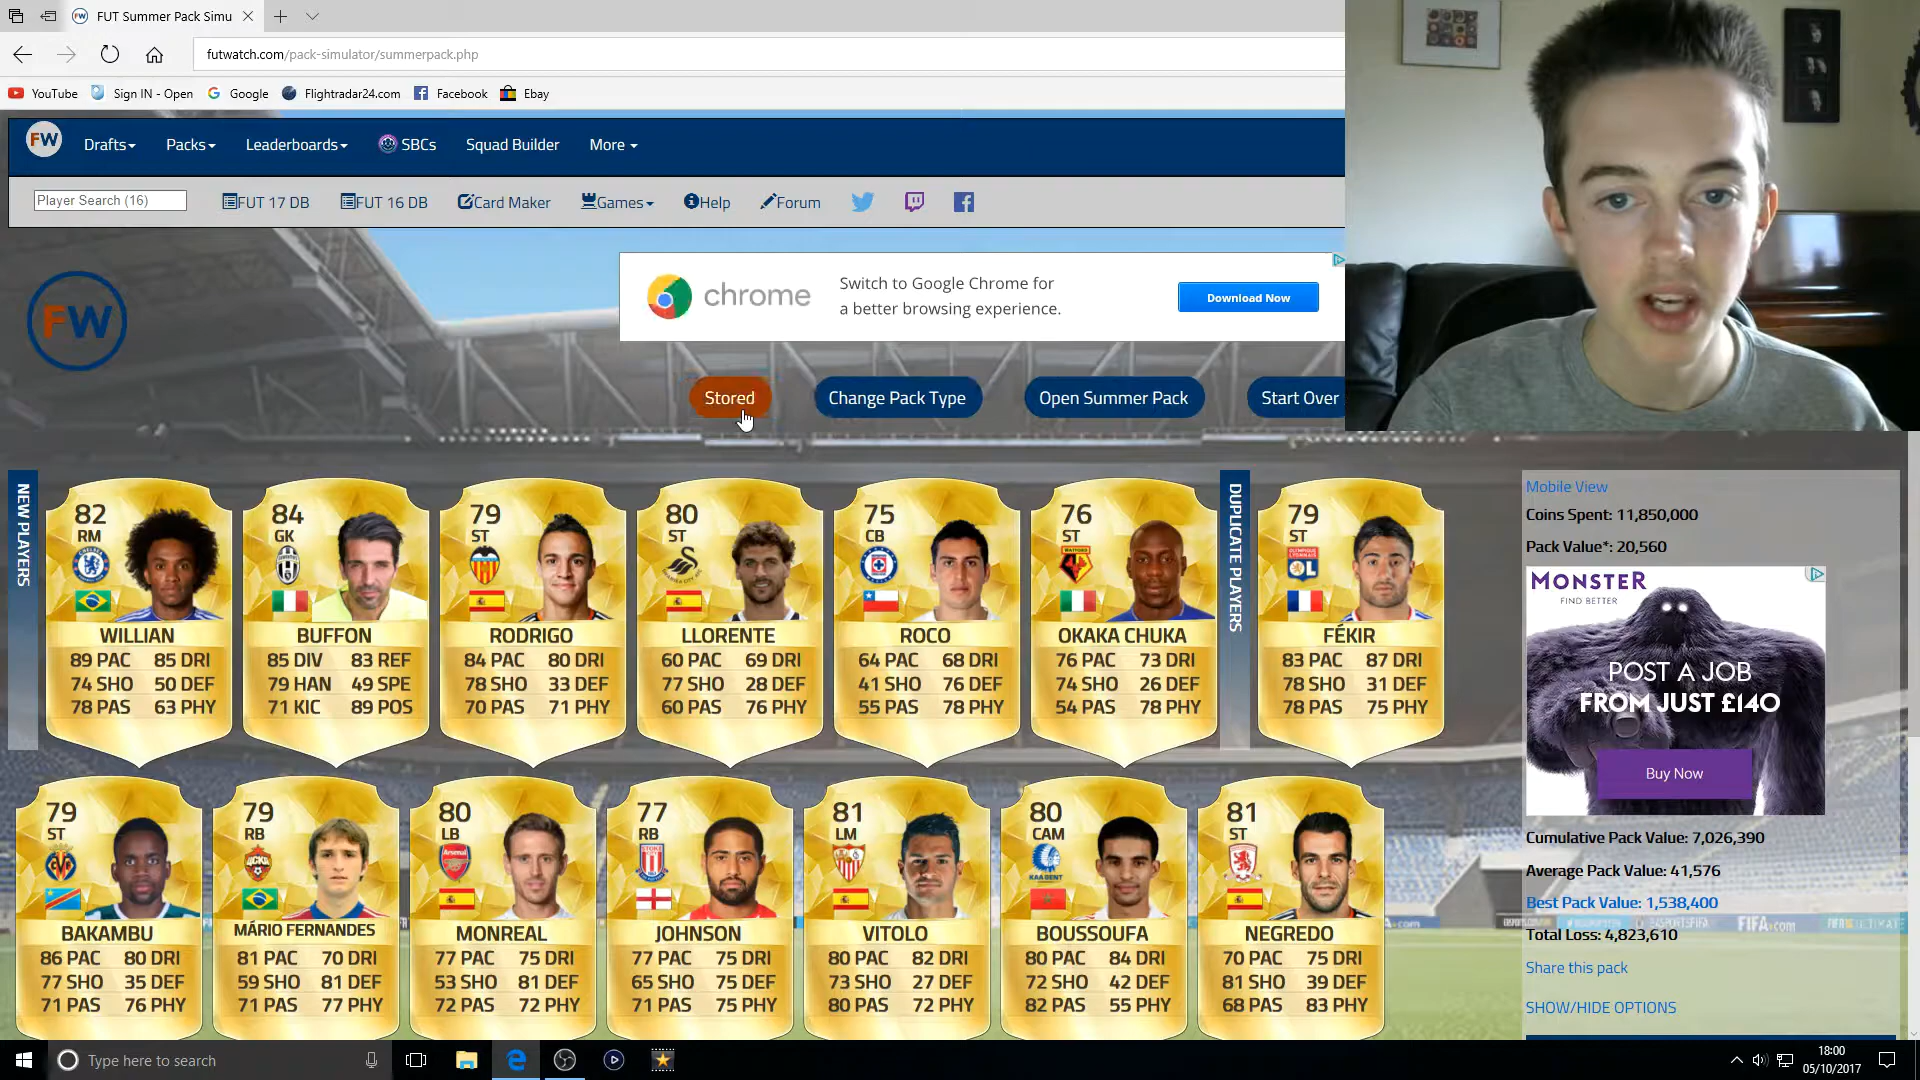 FUT Summer Pack Simu
futwatch.com/pack-simulator/summerpack.php
YouTube Sign IN - Open Google Flightradar24.com Facebook Ebay
FW Drafts Packs Leaderboards SBCs Squad Builder More
Player Search (16) FUT 17 DB FUT 16 DB Card Maker Games Help Forum
FW
chrome
Switch to Google Chrome for
a better browsing experience.
Download Now
Stored Change Pack Type Open Summer Pack Start Over
NEW PLAYERS
82
RM
WILLIAN
89 PAC 85 DRI
74 SHO 50 DEF
78 PAS 63 PHY
84
GK
BUFFON
85 DIV 83 REF
79 HAN 49 SPE
71 KIC 89 POS
79
ST
RODRIGO
84 PAC 80 DRI
78 SHO 33 DEF
70 PAS 71 PHY
80
ST
LLORENTE
60 PAC 69 DRI
77 SHO 28 DEF
60 PAS 76 PHY
75
CB
ROCO
64 PAC 68 DRI
41 SHO 76 DEF
55 PAS 78 PHY
76
ST
OKAKA CHUKA
76 PAC 73 DRI
74 SHO 26 DEF
54 PAS 78 PHY
DUPLICATE PLAYERS
79
ST
FÉKIR
83 PAC 87 DRI
78 SHO 31 DEF
78 PAS 75 PHY
79
ST
BAKAMBU
86 PAC 80 DRI
77 SHO 35 DEF
71 PAS 76 PHY
79
RB
MÁRIO FERNANDES
81 PAC 70 DRI
59 SHO 81 DEF
71 PAS 77 PHY
80
LB
MONREAL
77 PAC 75 DRI
53 SHO 81 DEF
72 PAS 72 PHY
77
RB
JOHNSON
77 PAC 75 DRI
65 SHO 75 DEF
71 PAS 75 PHY
81
LM
VITOLO
80 PAC 82 DRI
73 SHO 27 DEF
80 PAS 72 PHY
80
CAM
BOUSSOUFA
80 PAC 84 DRI
72 SHO 42 DEF
82 PAS 55 PHY
81
ST
NEGREDO
70 PAC 75 DRI
81 SHO 39 DEF
68 PAS 83 PHY
Mobile View
Coins Spent: 11,850,000
Pack Value*: 20,560
MONSTER
FIND BETTER
POST A JOB
FROM JUST £140
Buy Now
Cumulative Pack Value: 7,026,390
Average Pack Value: 41,576
Best Pack Value: 1,538,400
Total Loss: 4,823,610
Share this pack
SHOW/HIDE OPTIONS
Type here to search
18:00
05/10/2017